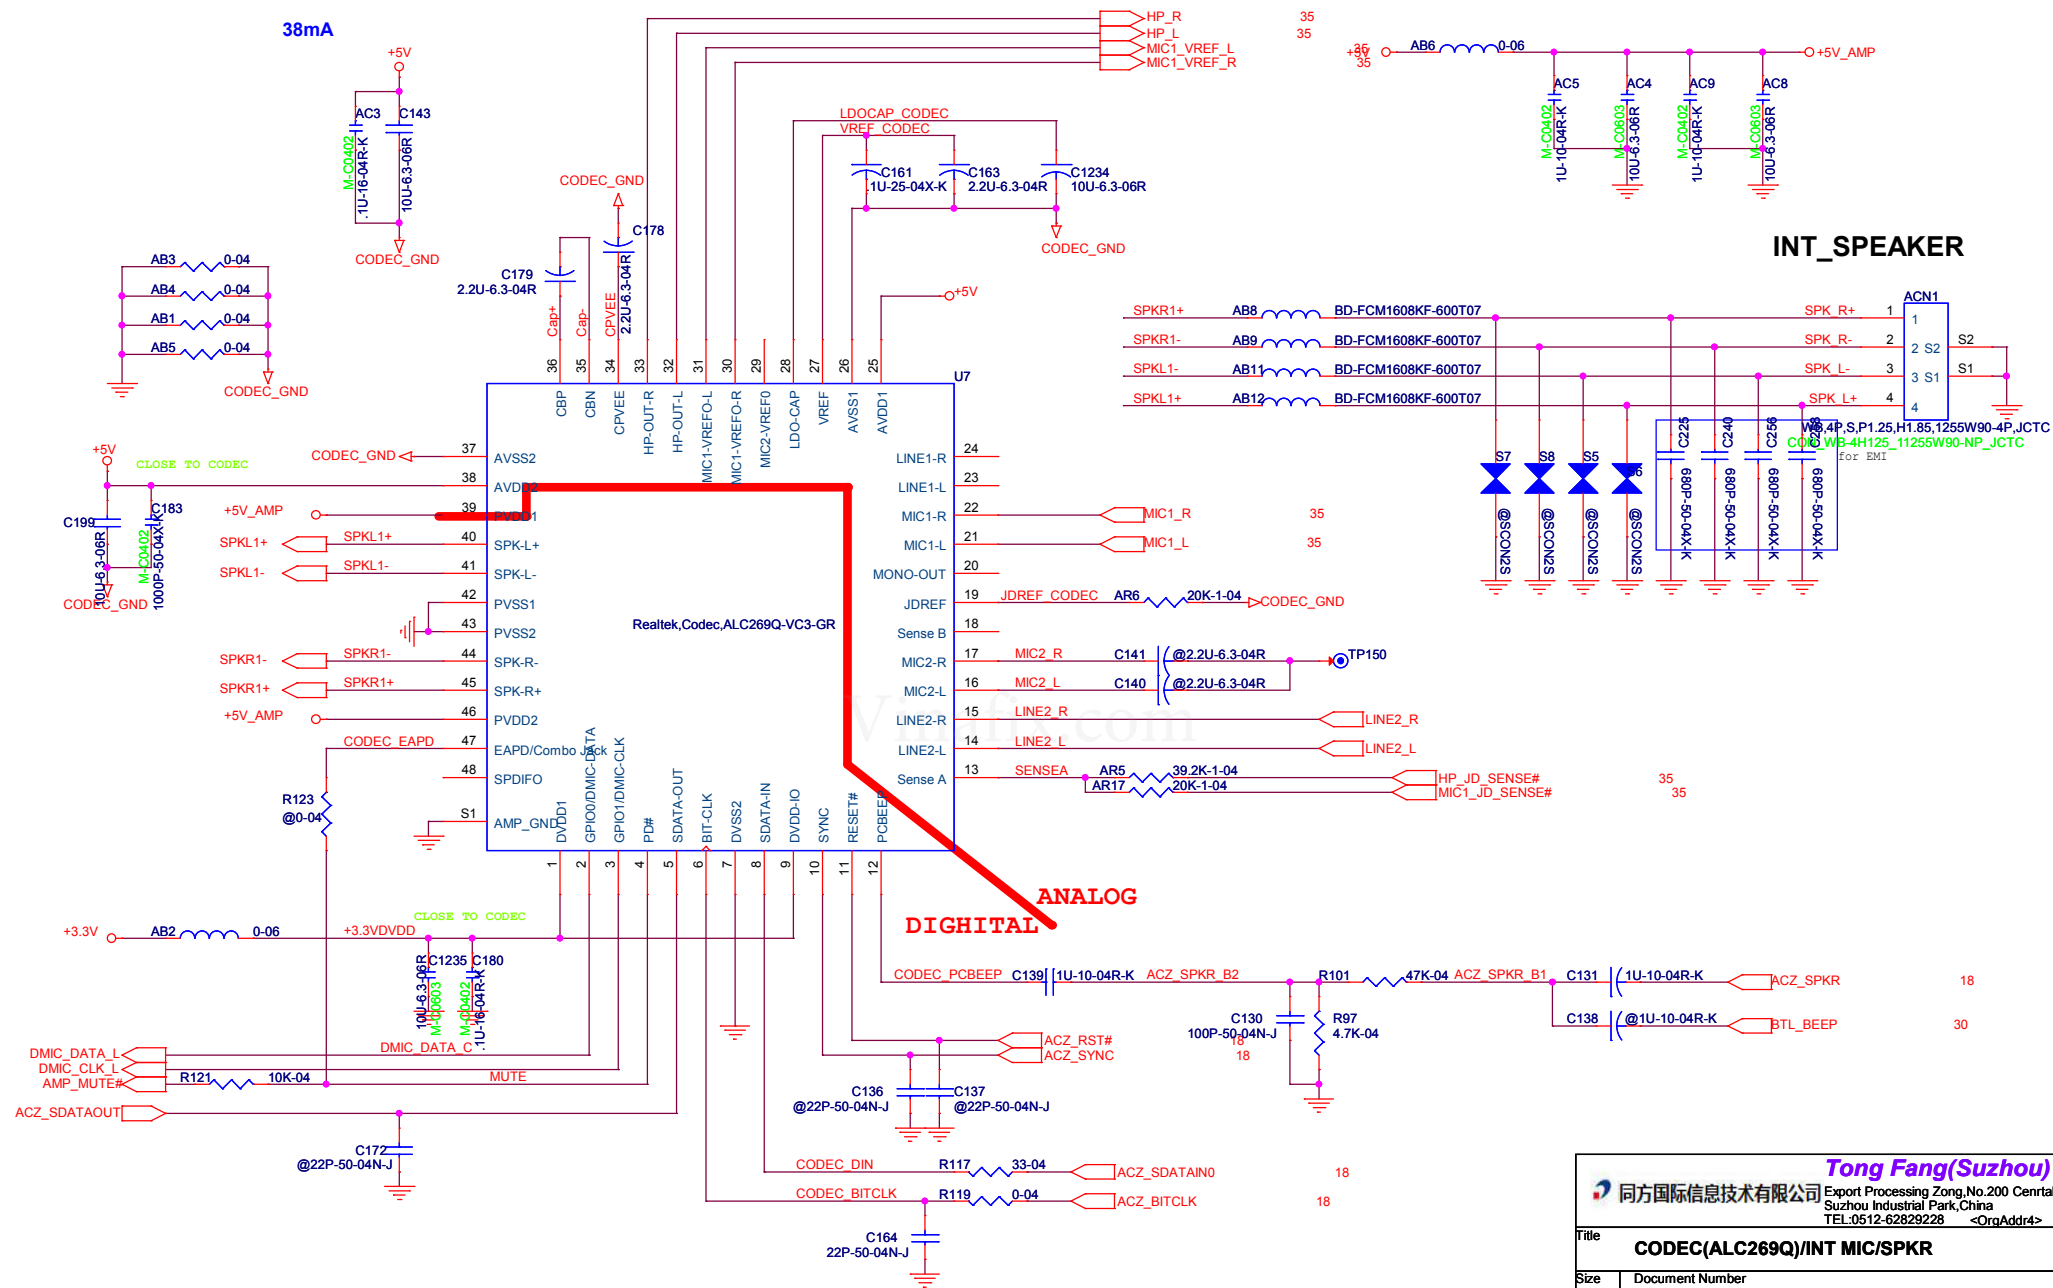 38mA
+5V
AC3
C143
M-C0402
.1U-16-04R-K
10U-6.3-06R
CODEC_GND
HP_R 35
HP_L 35
MIC1_VREF_L 35
MIC1_VREF_R 35
+5V
AB6
0-06
+5V_AMP
AC5
AC4
AC9
AC8
M-C0402
1U-10-04R-K
M-C0603
10U-6.3-06R
M-C0402
1U-10-04R-K
M-C0603
10U-6.3-06R
LDOCAP_CODEC
VREF_CODEC
C161
.1U-25-04X-K
C163
2.2U-6.3-04R
C1234
10U-6.3-06R
CODEC_GND
CODEC_GND
C178
2.2U-6.3-04R
C179
2.2U-6.3-04R
Cap+
Cap-
CPVEE
+5V
AB3 0-04
AB4 0-04
AB1 0-04
AB5 0-04
CODEC_GND
INT_SPEAKER
ACN1
SPKR1+ AB8 BD-FCM1608KF-600T07 SPK_R+ 1 1
SPKR1- AB9 BD-FCM1608KF-600T07 SPK_R- 2 2 S2 S2
SPKL1- AB11 BD-FCM1608KF-600T07 SPK_L- 3 3 S1 S1
SPKL1+ AB12 BD-FCM1608KF-600T07 SPK_L+ 4 4
WB,4P,S,P1.25,H1.85,1255W90-4P,JCTC
CON_WB-4H125_11255W90-NP_JCTC
for EMI
S7
S8
S5
S6
@SCON2S
@SCON2S
@SCON2S
@SCON2S
C225
C240
C256
680P-50-04X-K
680P-50-04X-K
680P-50-04X-K
680P-50-04X-K
U7
36 35 34 33 32 31 30 29 28 27 26 25
CBP
CBN
CPVEE
HP-OUT-R
HP-OUT-L
MIC1-VREFO-L
MIC1-VREFO-R
MIC2-VREF0
LDO-CAP
VREF
AVSS1
AVDD1
+5V
CLOSE TO CODEC
C199
10U-6.3-06R
C183
M-C0402
1000P-50-04X-K
CODEC_GND
CODEC_GND 37 AVSS2
38 AVDD2
+5V_AMP 39 PVDD1
SPKL1+ SPKL1+ 40 SPK-L+
SPKL1- SPKL1- 41 SPK-L-
42 PVSS1
43 PVSS2
SPKR1- SPKR1- 44 SPK-R-
SPKR1+ SPKR1+ 45 SPK-R+
+5V_AMP 46 PVDD2
CODEC_EAPD 47 EAPD/Combo Jack
48 SPDIFO
S1 AMP_GND
Realtek,Codec,ALC269Q-VC3-GR
LINE1-R 24
LINE1-L 23
MIC1-R 22 MIC1_R 35
MIC1-L 21 MIC1_L 35
MONO-OUT 20
JDREF 19 JDREF_CODEC AR6 20K-1-04 CODEC_GND
Sense B 18
MIC2-R 17 MIC2_R C141 @2.2U-6.3-04R TP150
MIC2-L 16 MIC2_L C140 @2.2U-6.3-04R
LINE2-R 15 LINE2_R LINE2_R
LINE2-L 14 LINE2_L LINE2_L
Sense A 13 SENSEA AR5 39.2K-1-04 HP_JD_SENSE# 35
AR17 20K-1-04 MIC1_JD_SENSE# 35
Vinafix.com
R123
@0-04
DVDD1
GPIO0/DMIC-DATA
GPIO1/DMIC-CLK
PD#
SDATA-OUT
BIT-CLK
DVSS2
SDATA-IN
DVDD-IO
SYNC
RESET#
PCBEEP
1 2 3 4 5 6 7 8 9 10 11 12
ANALOG
DIGHITAL
CLOSE TO CODEC
+3.3V AB2 0-06 +3.3VDVDD
C1235
10U-6.3-06R
M-C0603
C180
M-C0402
.1U-16-04R-K
CODEC_PCBEEP C139 1U-10-04R-K ACZ_SPKR_B2 R101 47K-04 ACZ_SPKR_B1 C131 1U-10-04R-K ACZ_SPKR 18
C138 @1U-10-04R-K BTL_BEEP 30
C130
100P-50-04N-J
R97
4.7K-04
ACZ_RST# 18
ACZ_SYNC 18
DMIC_DATA_L DMIC_DATA_C
DMIC_CLK_L
AMP_MUTE# R121 10K-04 MUTE
ACZ_SDATAOUT
C136
@22P-50-04N-J
C137
@22P-50-04N-J
C172
@22P-50-04N-J
CODEC_DIN R117 33-04 ACZ_SDATAIN0 18
CODEC_BITCLK R119 0-04 ACZ_BITCLK 18
C164
22P-50-04N-J
Tong Fang(Suzhou)
同方国际信息技术有限公司
Export Processing Zong,No.200 Cenrtal
Suzhou Industrial Park,China
TEL:0512-62829228 <OrgAddr4>
Title
CODEC(ALC269Q)/INT MIC/SPKR
Size Document Number